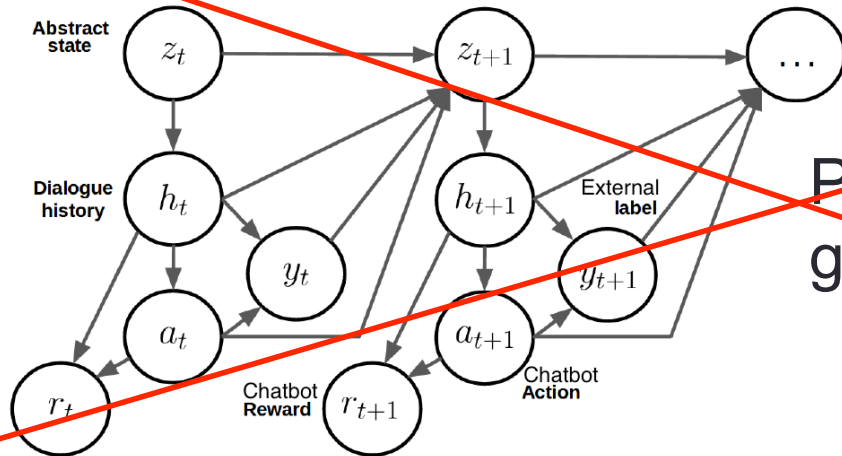 Abstract
state
z_t
z_{t+1}
...
Dialogue
history
h_t
h_{t+1}
External
label
P
g
y_t
y_{t+1}
a_t
a_{t+1}
Chatbot
Action
Chatbot
Reward
r_t
r_{t+1}